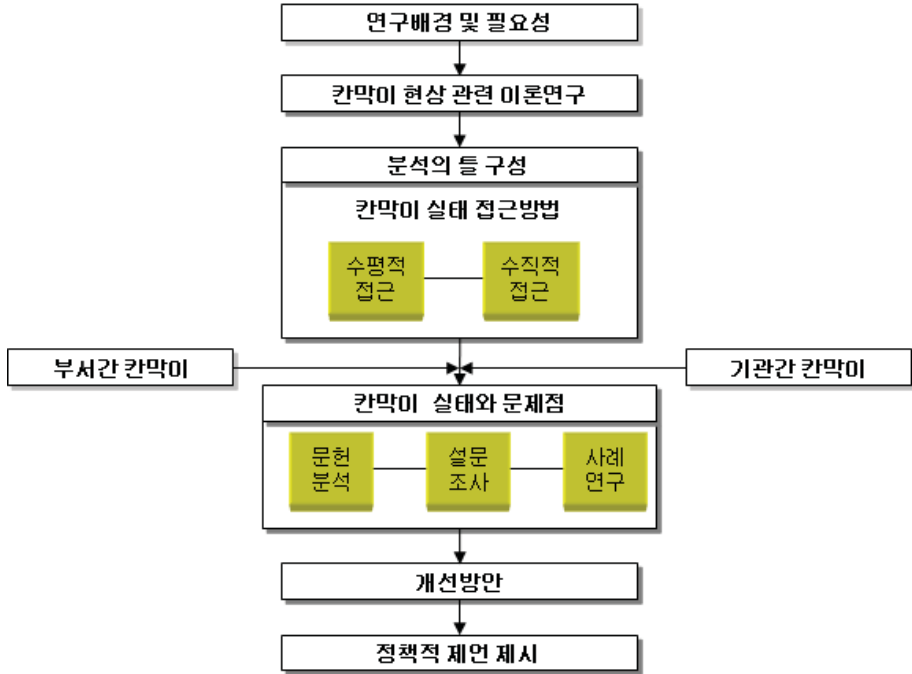 연구배경 및 필요성
칸막이 현상 관련 이론연구
분석의 틀 구성
칸막이 실태 접근방법
수평적
접근
수직적
접근
부서간 칸막이
기관간 칸막이
칸막이 실태와 문제점
문헌
분석
설문
조사
사례
연구
개선방안
정책적 제언 제시